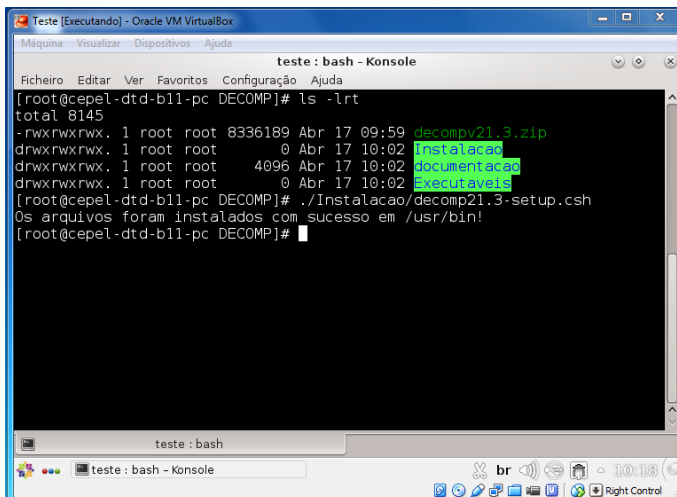 Teste [Executando] - Oracle VM VirtualBox
Máquina Visualizar Dispositivos Ajuda
teste : bash - Konsole
Ficheiro Editar Ver Favoritos Configuração Ajuda
[root@cepel-dtd-b11-pc DECOMP]# ls -lrt
total 8145
-rwxrwxrwx. 1 root root 8336189 Abr 17 09:59 decompv21.3.zip
drwxrwxrwx. 1 root root 0 Abr 17 10:02 Instalacao
drwxrwxrwx. 1 root root 4096 Abr 17 10:02 documentacao
drwxrwxrwx. 1 root root 0 Abr 17 10:02 Executaveis
[root@cepel-dtd-b11-pc DECOMP]# ./Instalacao/decomp21.3-setup.csh
Os arquivos foram instalados com sucesso em /usr/bin!
[root@cepel-dtd-b11-pc DECOMP]#
teste : bash
teste : bash - Konsole br 10:18
Right Control